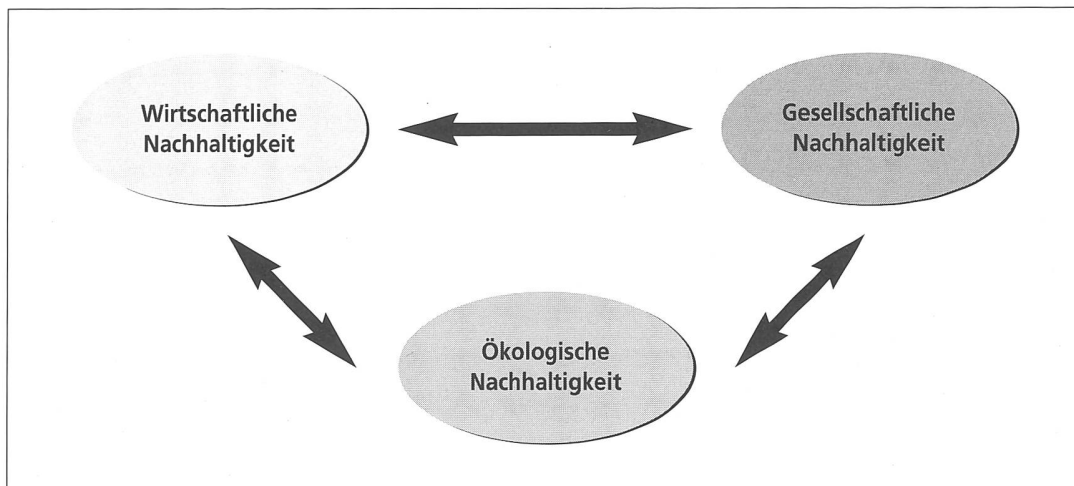 Wirtschaftliche
Nachhaltigkeit
Gesellschaftliche
Nachhaltigkeit
Ökologische
Nachhaltigkeit